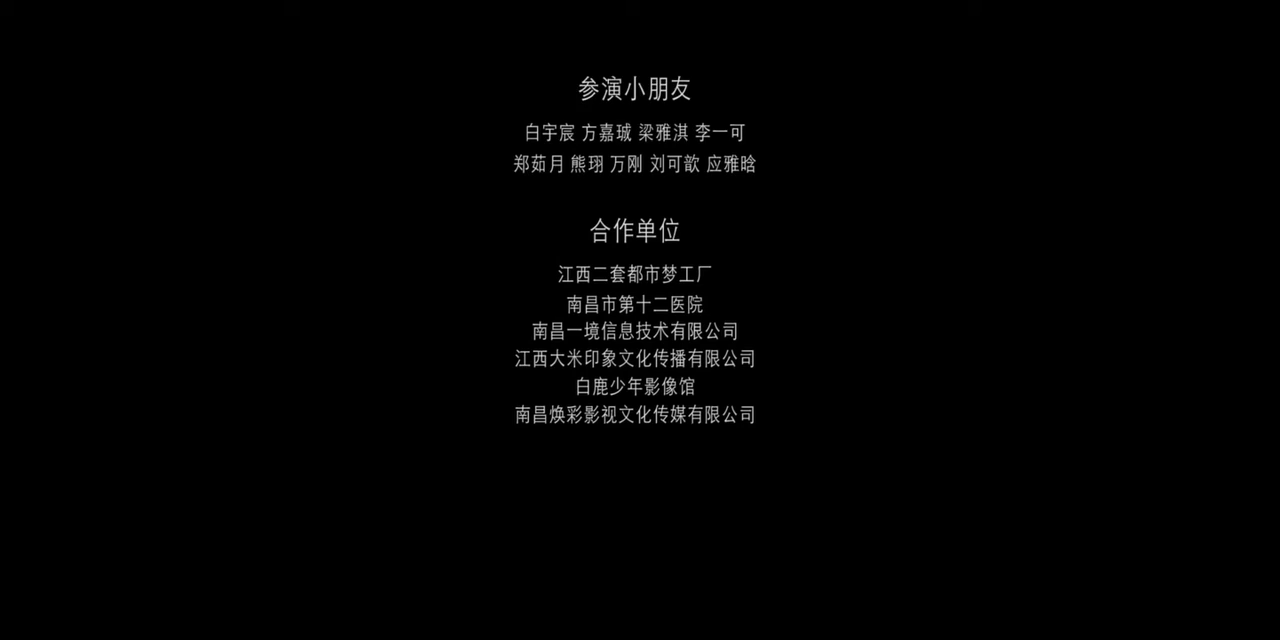 参演小朋友
白宇宸 方嘉珹 梁雅淇 李一可
郑茹月 熊珝 万刚 刘可歆 应雅晗
合作单位
江西二套都市梦工厂
南昌市第十二医院
南昌一境信息技术有限公司
江西大米印象文化传播有限公司
白鹿少年影像馆
南昌焕彩影视文化传媒有限公司